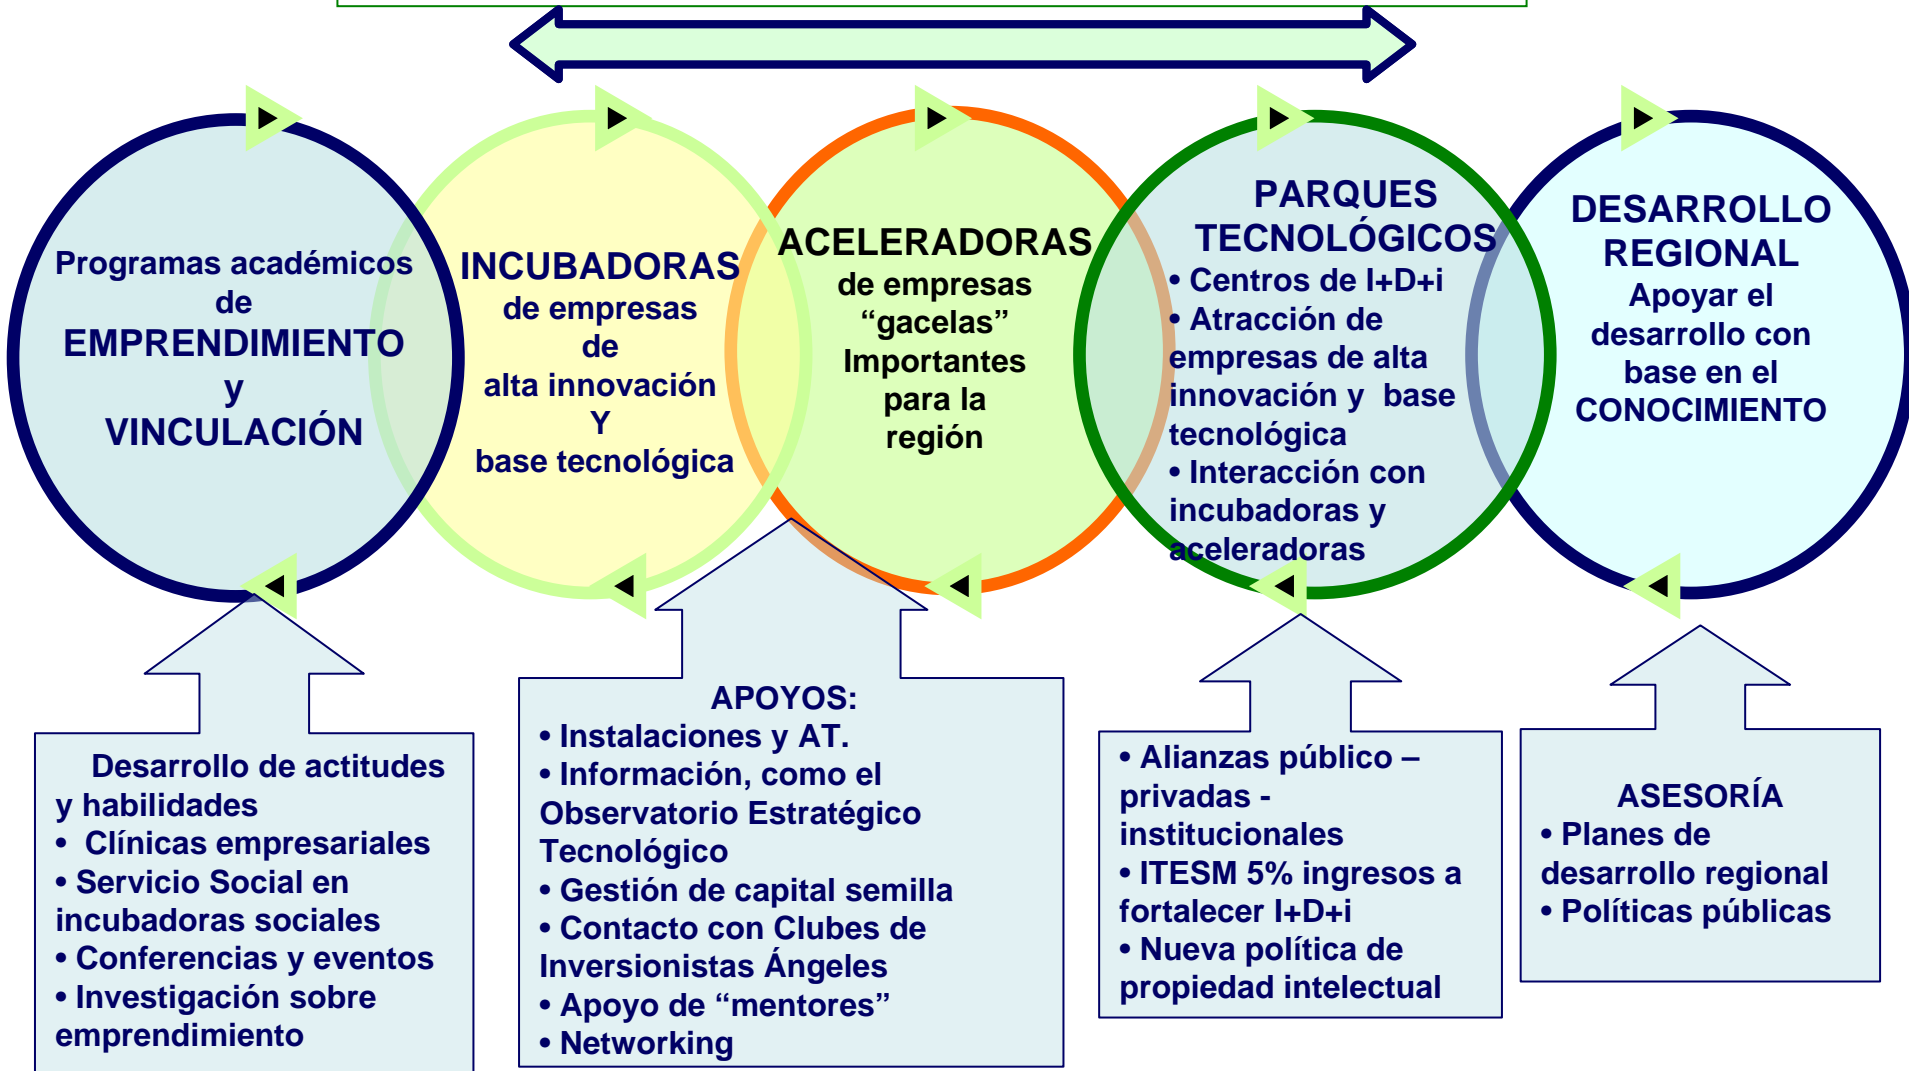 Programas académicos
de
EMPRENDIMIENTO
y
VINCULACIÓN
INCUBADORAS
de empresas
de
alta innovación
Y
base tecnológica
ACELERADORAS
de empresas
“gacelas”
Importantes
para la
región
PARQUES
TECNOLÓGICOS
• Centros de I+D+i
• Atracción de
empresas de alta
innovación y base
tecnológica
• Interacción con
incubadoras y
aceleradoras
DESARROLLO
REGIONAL
Apoyar el
desarrollo con
base en el
CONOCIMIENTO
Desarrollo de actitudes
y habilidades
• Clínicas empresariales
• Servicio Social en
incubadoras sociales
• Conferencias y eventos
• Investigación sobre
emprendimiento
APOYOS:
• Instalaciones y AT.
• Información, como el
Observatorio Estratégico
Tecnológico
• Gestión de capital semilla
• Contacto con Clubes de
Inversionistas Ángeles
• Apoyo de “mentores”
• Networking
• Alianzas público –
privadas -
institucionales
• ITESM 5% ingresos a
fortalecer I+D+i
• Nueva política de
propiedad intelectual
ASESORÍA
• Planes de
desarrollo regional
• Políticas públicas